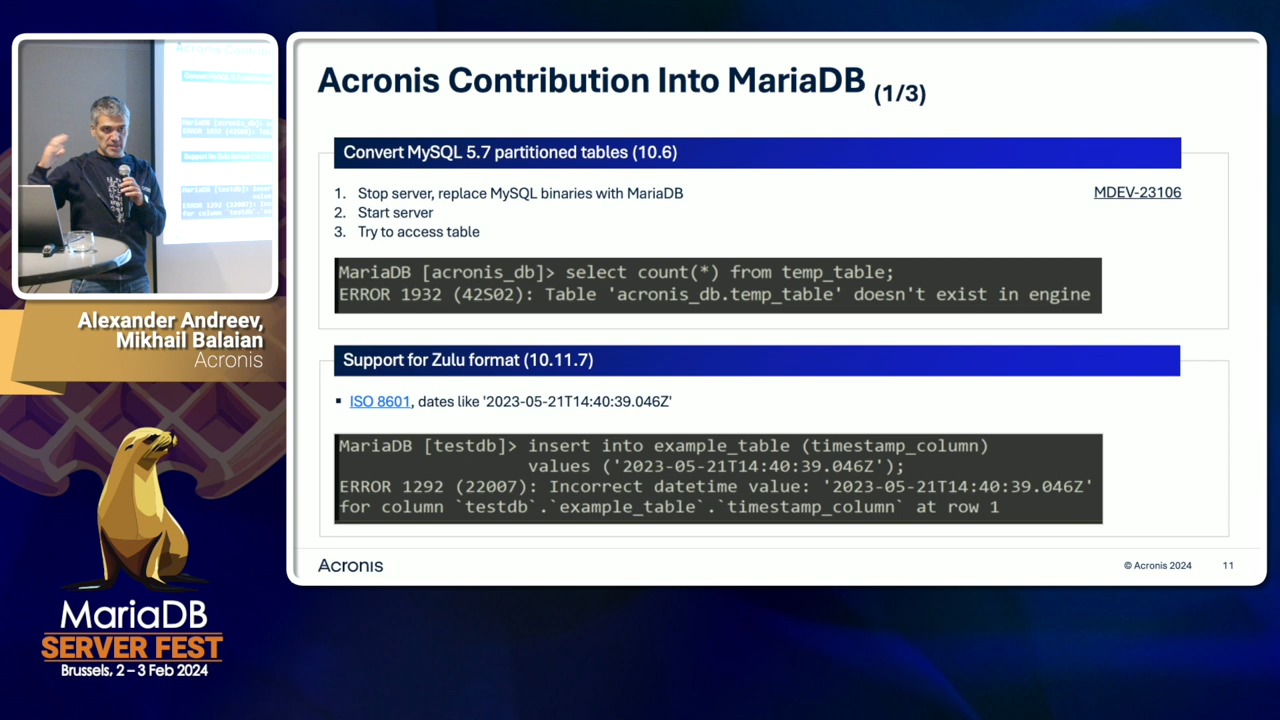 Acronis Contribution Into MariaDB (1/3)
Convert MySQL 5.7 partitioned tables (10.6)
1. Stop server, replace MySQL binaries with MariaDB
MDEV-23106
2. Start server
3. Try to access table
MariaDB [acronis_db]> select count(*) from temp_table;
ERROR 1932 (42S02): Table 'acronis_db.temp_table' doesn't exist in engine
Support for Zulu format (10.11.7)
▪ ISO 8601, dates like '2023-05-21T14:40:39.046Z'
MariaDB [testdb]> insert into example_table (timestamp_column)
values ('2023-05-21T14:40:39.046Z');
ERROR 1292 (22007): Incorrect datetime value: '2023-05-21T14:40:39.046Z'
for column `testdb`.`example_table`.`timestamp_column` at row 1
Acronis
© Acronis 2024
11
Alexander Andreev,
Mikhail Balaian
Acronis
MariaDB
SERVER FEST
Brussels, 2 – 3 Feb 2024